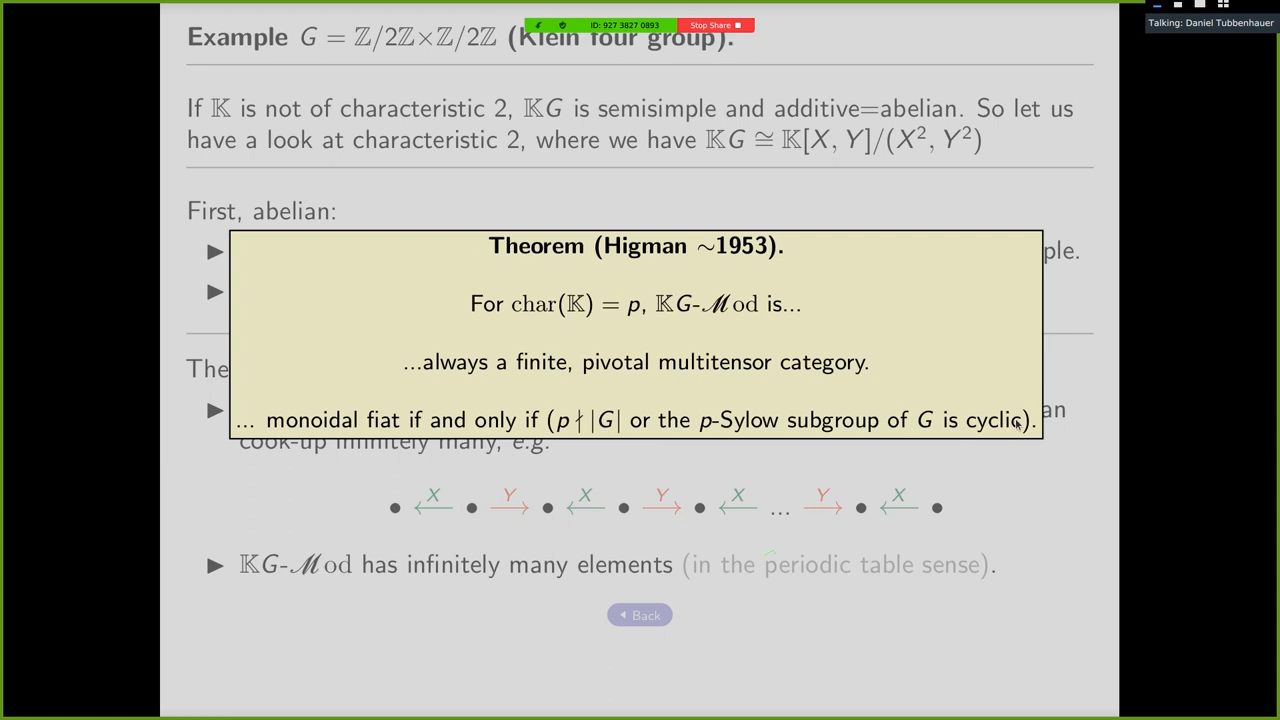 ID: 927 3827 0893 Stop Share
Talking: Daniel Tubbenhauer
Example G = ℤ/2ℤ×ℤ/2ℤ (Klein four group).
If 𝕂 is not of characteristic 2, 𝕂G is semisimple and additive=abelian. So let us
have a look at characteristic 2, where we have 𝕂G ≅ 𝕂[X, Y]/(X², Y²)
First, abelian:
▶ ple.
▶
Theorem (Higman ~1953).
For char(𝕂) = p, 𝕂G-ℳod is...
...always a finite, pivotal multitensor category.
... monoidal fiat if and only if (p ∤ |G| or the p-Sylow subgroup of G is cyclic).
The
▶ an
cook-up infinitely many, e.g.
X Y X Y X Y X
• ← • → • ← • → • ← ... → • ← •
▶ 𝕂G-ℳod has infinitely many elements (in the periodic table sense).
◀ Back